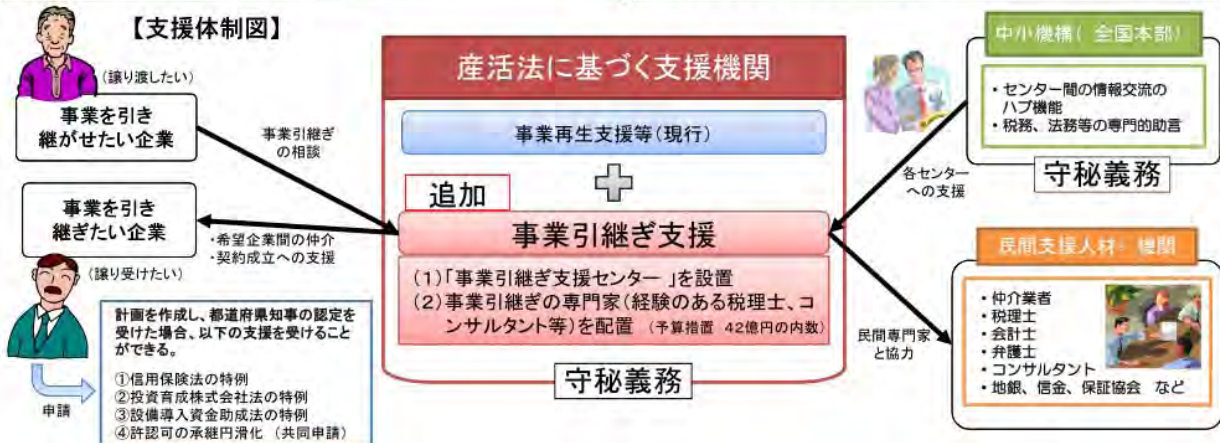 【支援体制図】
(譲り渡したい)
事業を引き
継がせたい企業
事業引継ぎ
の相談
事業を引き
継ぎたい企業
・希望企業間の仲介
・契約成立への支援
(譲り受けたい)
申請
計画を作成し、都道府県知事の認定を
受けた場合、以下の支援を受けること
ができる。
①信用保険法の特例
②投資育成株式会社法の特例
③設備導入資金助成法の特例
④許認可の承継円滑化 (共同申請)
産活法に基づく支援機関
事業再生支援等(現行)
追加
事業引継ぎ支援
(1)「事業引継ぎ支援センター 」を設置
(2)事業引継ぎの専門家(経験のある税理士、コ
ンサルタント等)を配置 (予算措置 42億円の内数)
守秘義務
中小機構( 全国本部)
・センター間の情報交流の
ハブ機能
・税務、法務等の専門的助言
守秘義務
各センター
への支援
民間専門家
と協力
民間支援人材・ 機関
・仲介業者
・税理士
・会計士
・弁護士
・コンサルタント
・地銀、信金、保証協会 など